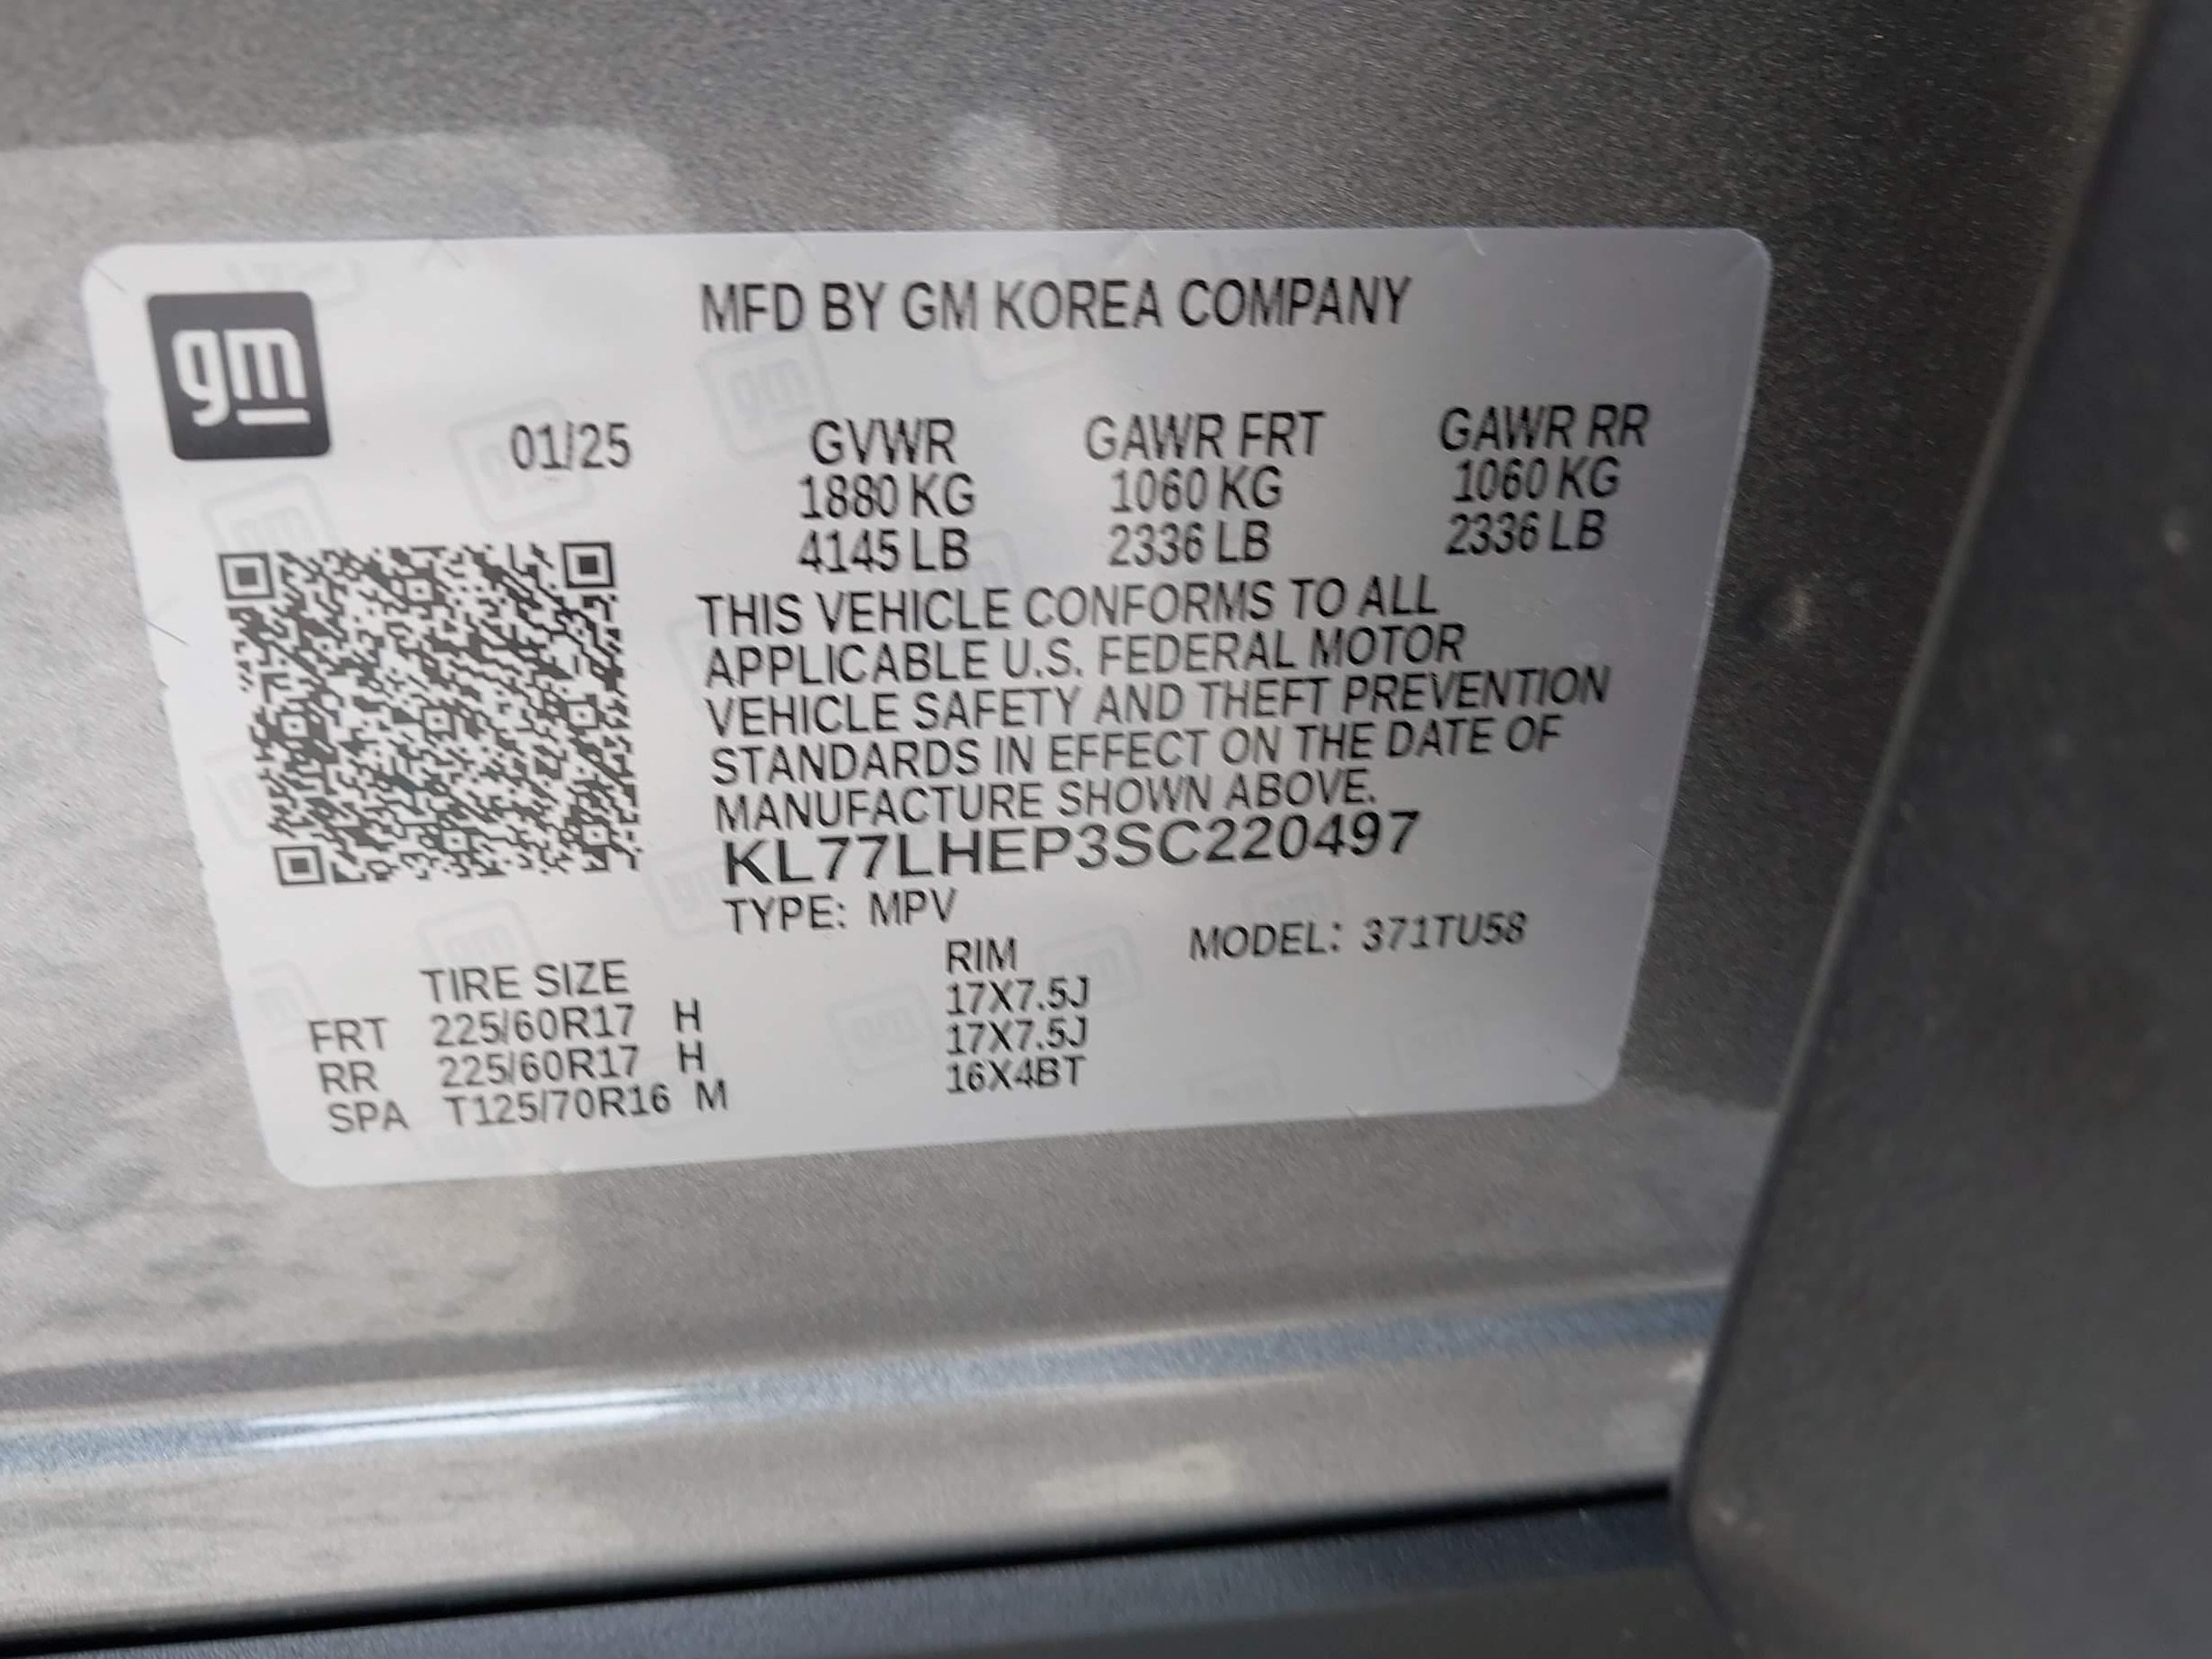 gm
MFD BY GM KOREA COMPANY
01/25 GVWR GAWR FRT GAWR RR
1880 KG 1060 KG 1060 KG
4145 LB 2336 LB 2336 LB
THIS VEHICLE CONFORMS TO ALL
APPLICABLE U.S. FEDERAL MOTOR
VEHICLE SAFETY AND THEFT PREVENTION
STANDARDS IN EFFECT ON THE DATE OF
MANUFACTURE SHOWN ABOVE.
KL77LHEP3SC220497
TYPE: MPV MODEL: 371TU58
TIRE SIZE RIM
FRT 225/60R17 H 17X7.5J
RR 225/60R17 H 17X7.5J
SPA T125/70R16 M 16X4BT